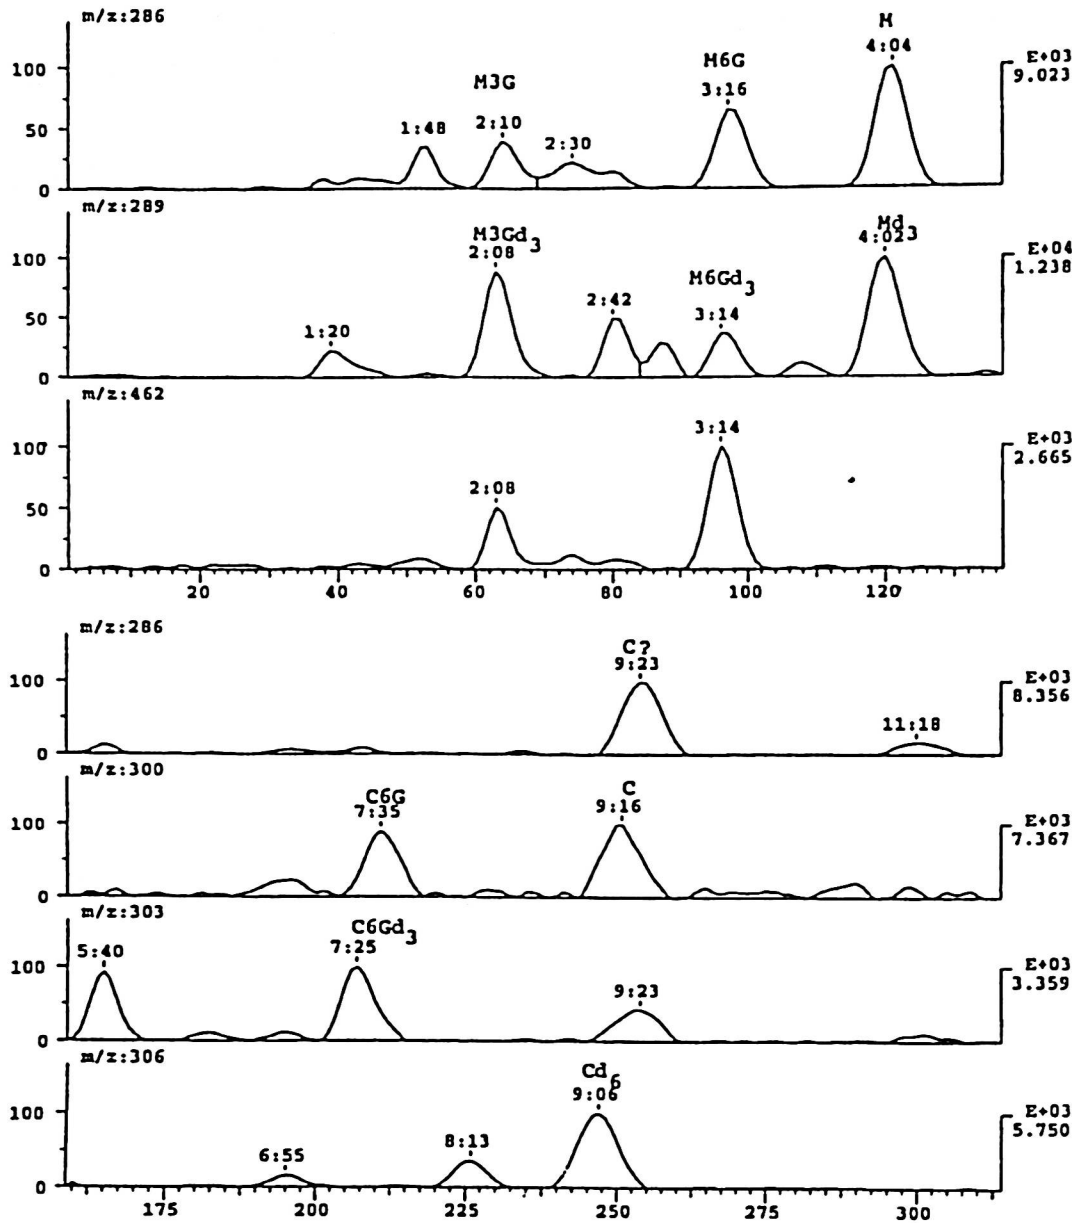 m/z:286
M
4:04
E+03
9.023
M6G
3:16
M3G
2:10
1:48
2:30
100
50
0
m/z:289
M3Gd3
2:08
Md3
4:02
E+04
1.238
M6Gd3
3:14
2:42
1:20
100
50
0
m/z:462
3:14
E+03
2.665
2:08
100
50
0
20 40 60 80 100 120
m/z:286
C?
9:23
E+03
8.356
11:18
100
0
m/z:300
C6G
7:35
C
9:16
E+03
7.367
100
0
m/z:303
C6Gd3
7:25
5:40
9:23
E+03
3.359
100
0
m/z:306
Cd6
9:06
E+03
5.750
8:13
6:55
100
0
175 200 225 250 275 300